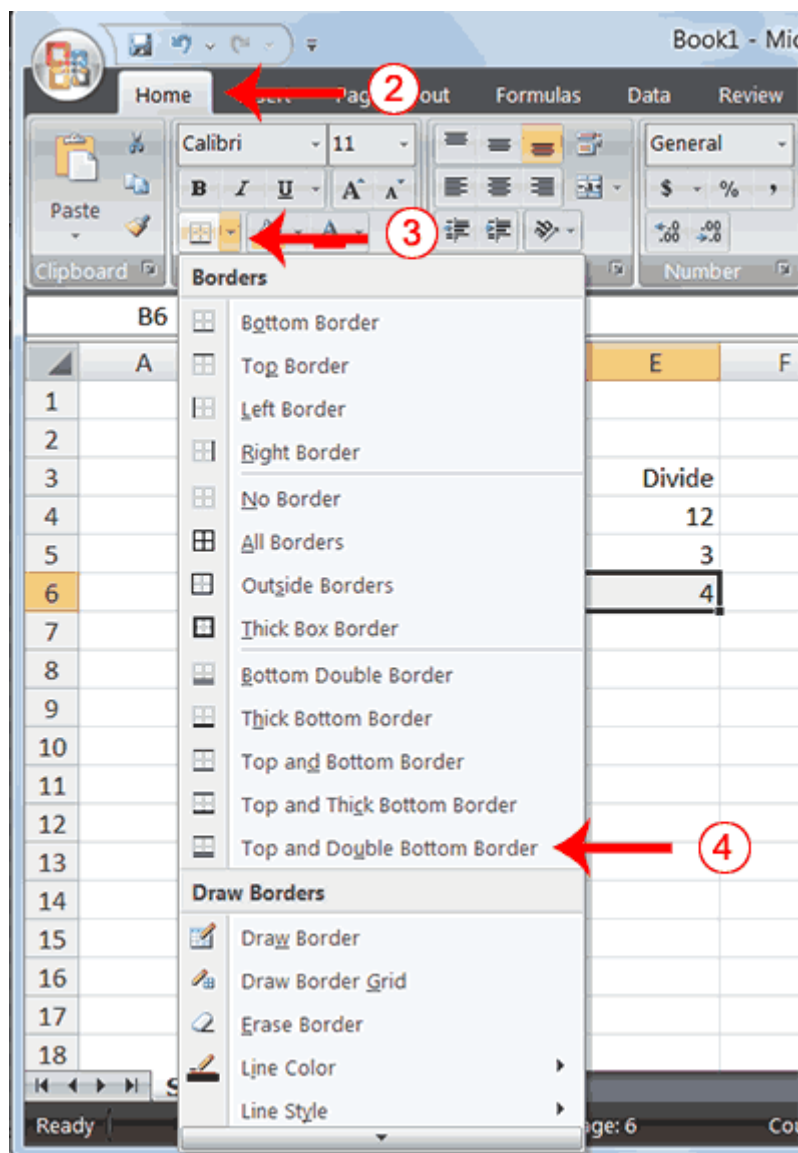 Book1 - Mic
Home
2
out
Formulas
Data
Review
Calibri
11
General
B I U A A
$ % ,
Paste
3
.0 .00
.00 .0
Clipboard
Number
B6
Borders
Bottom Border
Top Border
Left Border
Right Border
No Border
All Borders
Outside Borders
Thick Box Border
Bottom Double Border
Thick Bottom Border
Top and Bottom Border
Top and Thick Bottom Border
Top and Double Bottom Border
4
Draw Borders
Draw Border
Draw Border Grid
Erase Border
Line Color
Line Style
A
E
F
1
2
3
Divide
4
12
5
3
6
4
7
8
9
10
11
12
13
14
15
16
17
18
S
Ready
age: 6
Cou